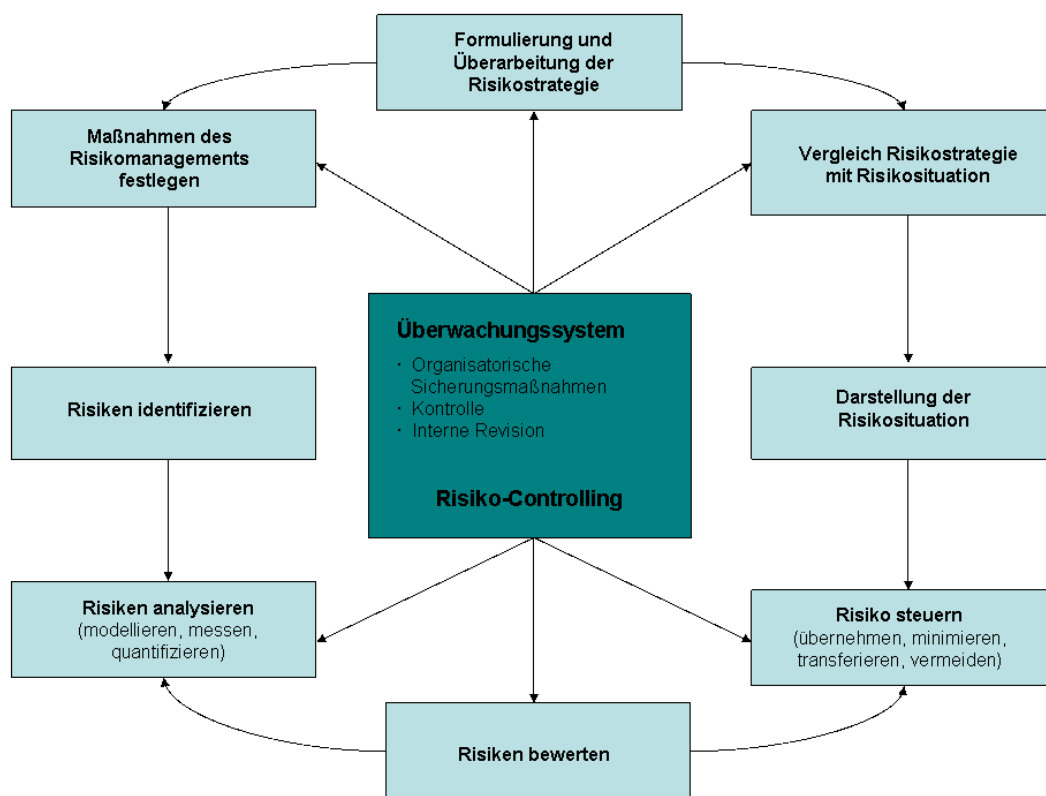 Formulierung und
Überarbeitung der
Risikostrategie
Maßnahmen des
Risikomanagements
festlegen
Vergleich Risikostrategie
mit Risikosituation
Überwachungssystem
· Organisatorische
Sicherungsmaßnahmen
· Kontrolle
· Interne Revision
Risiko-Controlling
Risiken identifizieren
Darstellung der
Risikosituation
Risiken analysieren
(modellieren, messen,
quantifizieren)
Risiko steuern
(übernehmen, minimieren,
transferieren, vermeiden)
Risiken bewerten